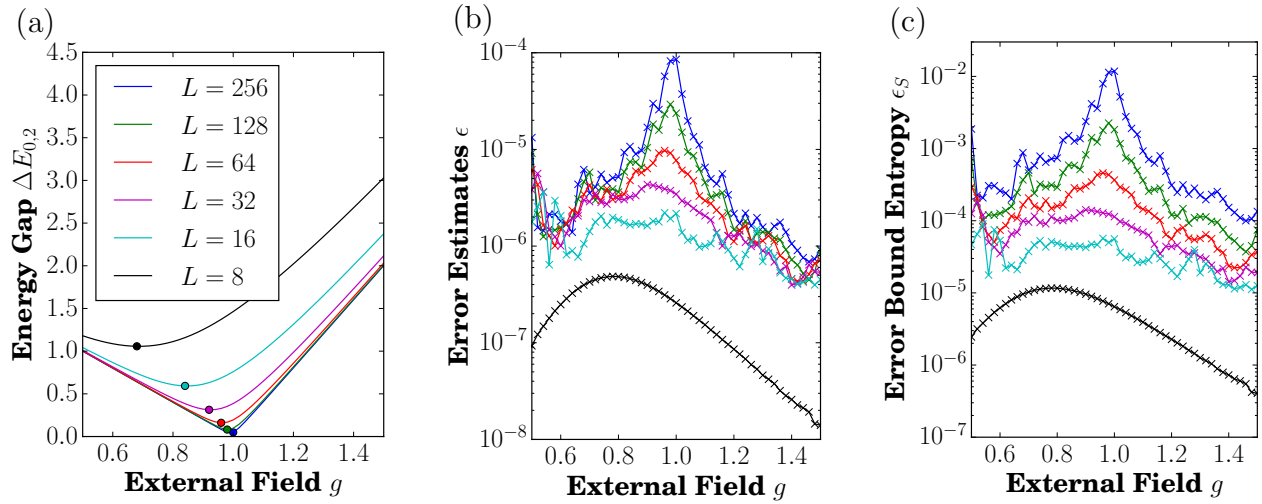 (a)
Energy Gap ΔE₀,₂
4.5
4.0
3.5
3.0
2.5
2.0
1.5
1.0
0.5
0.0
L = 256
L = 128
L = 64
L = 32
L = 16
L = 8
0.6 0.8 1.0 1.2 1.4
External Field g
(b)
Error Estimates ϵ
10⁻⁴
10⁻⁵
10⁻⁶
10⁻⁷
10⁻⁸
0.6 0.8 1.0 1.2 1.4
External Field g
(c)
Error Bound Entropy ϵ_S
10⁻²
10⁻³
10⁻⁴
10⁻⁵
10⁻⁶
10⁻⁷
0.6 0.8 1.0 1.2 1.4
External Field g